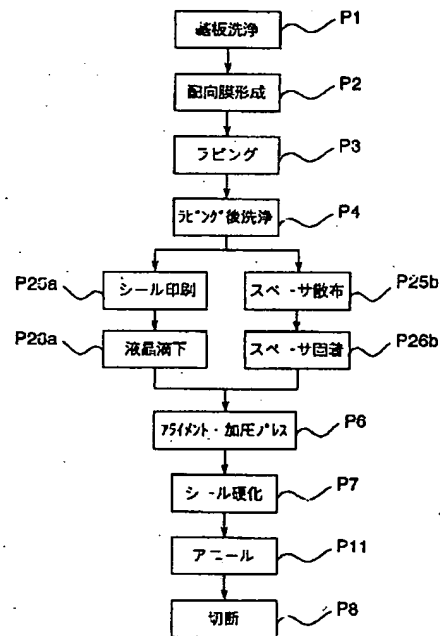 基板洗浄 P1
配向膜形成 P2
ラビング P3
ラビング後洗浄 P4
P25a シール印刷 スペーサ散布 P25b
P26a 液晶滴下 スペーサ固着 P26b
アライメント・加圧プレス P6
シール硬化 P7
アニール P11
切断 P8